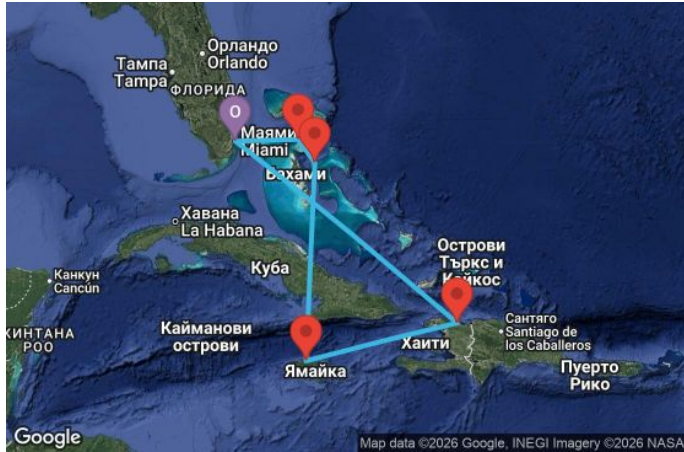 Орландо
Orlando
Тампа
Tampa
ФЛОРИДА
0
Маями
Miami
Бахами
Хавана
La Habana
Канкун
Cancún
Куба
Острови
Търкс и
Кайкос
КИНТАНА
РОО
Кайманови
острови
Сантяго
Santiago de
los Caballeros
Хаити
Ямайка
Пуерто
Рико
Google
Map data ©2026 Google, INEGI Imagery ©2026 NASA